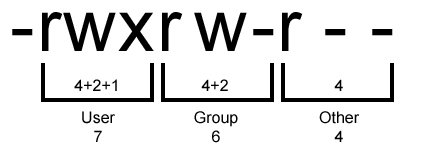 -rwxrw-r--
4+2+1 4+2 4
User Group Other
7 6 4